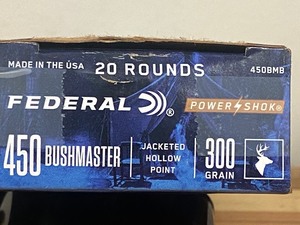 MADE IN THE USA 20 ROUNDS 450BMB
FEDERAL® POWER SHOK®
450 BUSHMASTER
JACKETED
HOLLOW
POINT
300
GRAIN